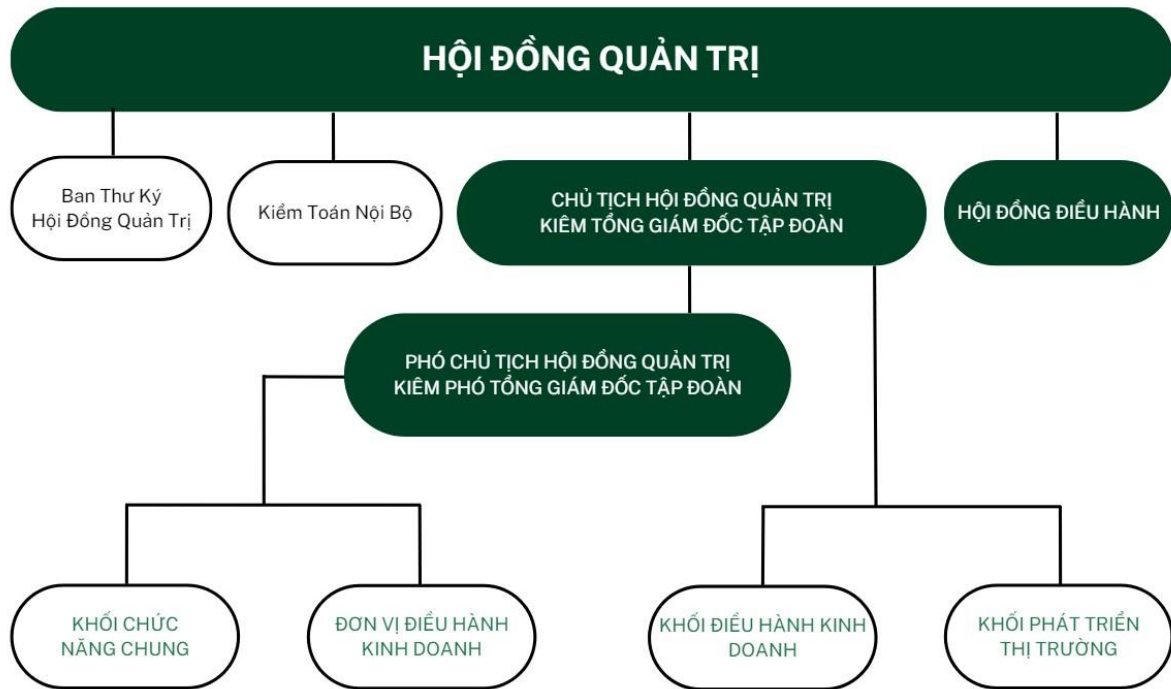 HỘI ĐỒNG QUẢN TRỊ
Ban Thư Ký
Hội Đồng Quản Trị
Kiểm Toán Nội Bộ
CHỦ TỊCH HỘI ĐỒNG QUẢN TRỊ
KIÊM TỔNG GIÁM ĐỐC TẬP ĐOÀN
HỘI ĐỒNG ĐIỀU HÀNH
PHÓ CHỦ TỊCH HỘI ĐỒNG QUẢN TRỊ
KIÊM PHÓ TỔNG GIÁM ĐỐC TẬP ĐOÀN
KHỐI CHỨC
NĂNG CHUNG
ĐƠN VỊ ĐIỀU HÀNH
KINH DOANH
KHỐI ĐIỀU HÀNH KINH
DOANH
KHỐI PHÁT TRIỂN
THỊ TRƯỜNG